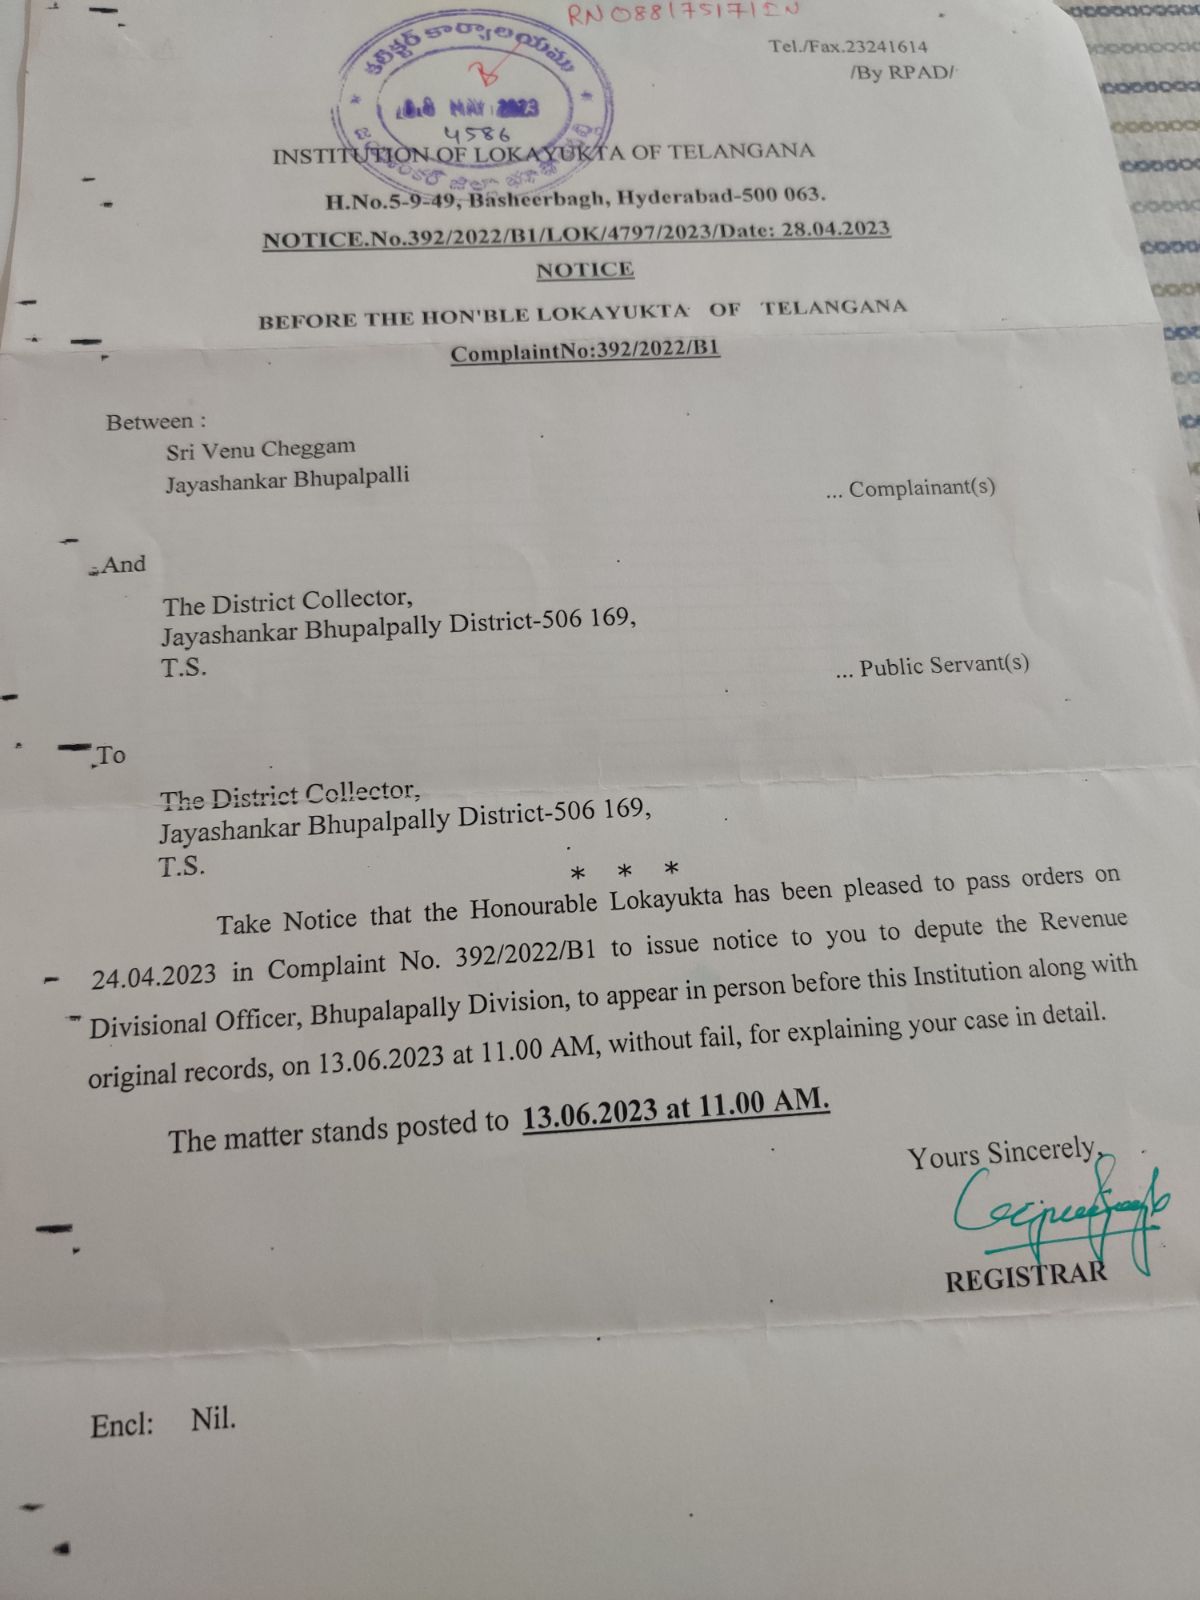 RN088175171IN
Tel./Fax.23241614
/By RPAD/
కలెక్టర్ కార్యాలయము
MAY 2023
4586
INSTITUTION OF LOKAYUKTA OF TELANGANA
H.No.5-9-49, Basheerbagh, Hyderabad-500 063.
NOTICE.No.392/2022/B1/LOK/4797/2023/Date: 28.04.2023
NOTICE
BEFORE THE HON'BLE LOKAYUKTA OF TELANGANA
ComplaintNo:392/2022/B1
Between :
Sri Venu Cheggam
Jayashankar Bhupalpalli
... Complainant(s)
And
The District Collector,
Jayashankar Bhupalpally District-506 169,
T.S.
... Public Servant(s)
To
The District Collector,
Jayashankar Bhupalpally District-506 169,
T.S.
* * *
Take Notice that the Honourable Lokayukta has been pleased to pass orders on
24.04.2023 in Complaint No. 392/2022/B1 to issue notice to you to depute the Revenue
Divisional Officer, Bhupalapally Division, to appear in person before this Institution along with
original records, on 13.06.2023 at 11.00 AM, without fail, for explaining your case in detail.
The matter stands posted to 13.06.2023 at 11.00 AM.
Yours Sincerely,
REGISTRAR
Encl: Nil.